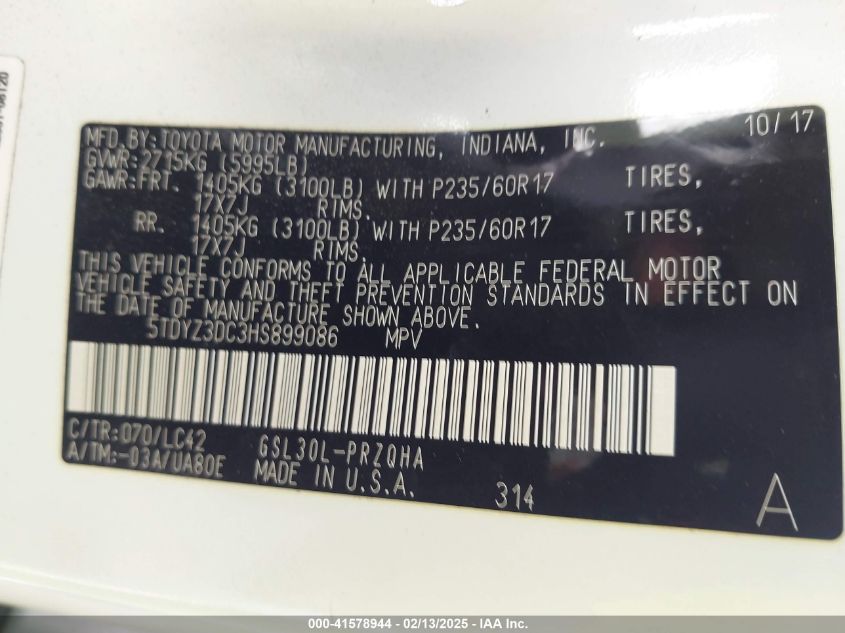 MFD.BY:TOYOTA MOTOR MANUFACTURING, INDIANA, INC. 10/17
GVWR:2715KG (5995LB)
GAWR:FRT. 1405KG (3100LB) WITH P235/60R17 TIRES,
17X7J RIMS.
RR. 1405KG (3100LB) WITH P235/60R17 TIRES,
17X7J RIMS.
THIS VEHICLE CONFORMS TO ALL APPLICABLE FEDERAL MOTOR
VEHICLE SAFETY AND THEFT PREVENTION STANDARDS IN EFFECT ON
THE DATE OF MANUFACTURE SHOWN ABOVE.
5TDYZ3DC3HS899086 MPV
C/TR:070/LC42 GSL30L-PRZQHA
A/TM:-03A/UA80E MADE IN U.S.A. 314 A
000-41578944 - 02/13/2025 - IAA Inc.